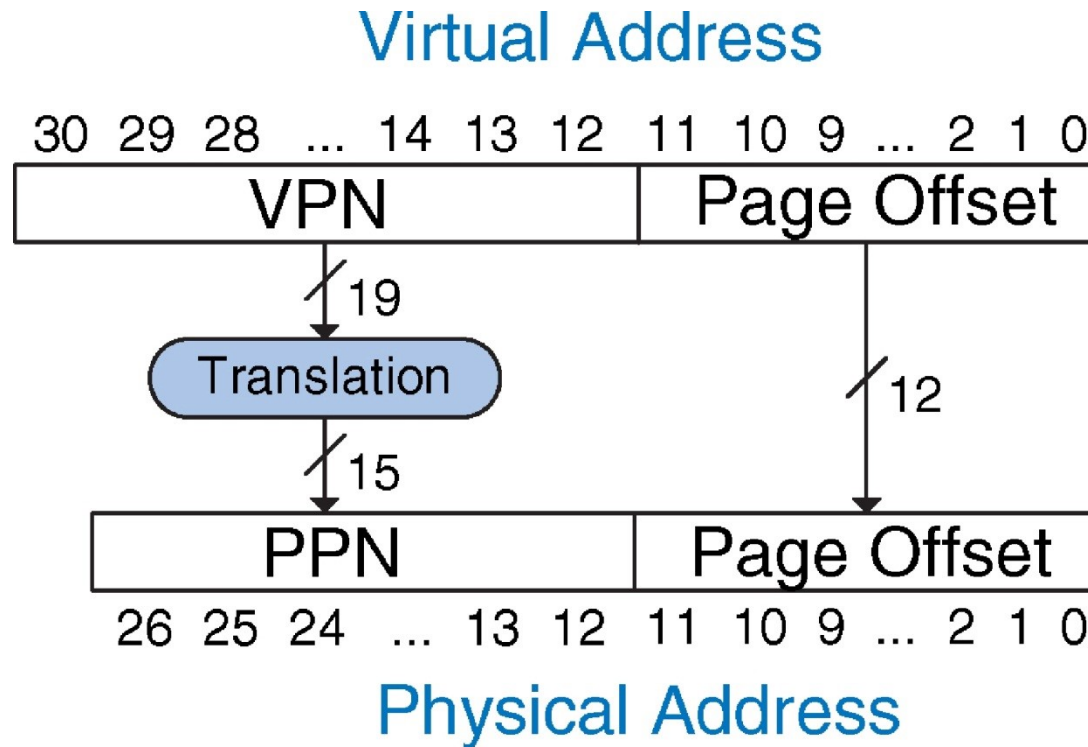 Virtual Address
30 29 28 ... 14 13 12 11 10 9 ... 2 1 0
VPN Page Offset
19
Translation
12
15
PPN Page Offset
26 25 24 ... 13 12 11 10 9 ... 2 1 0
Physical Address